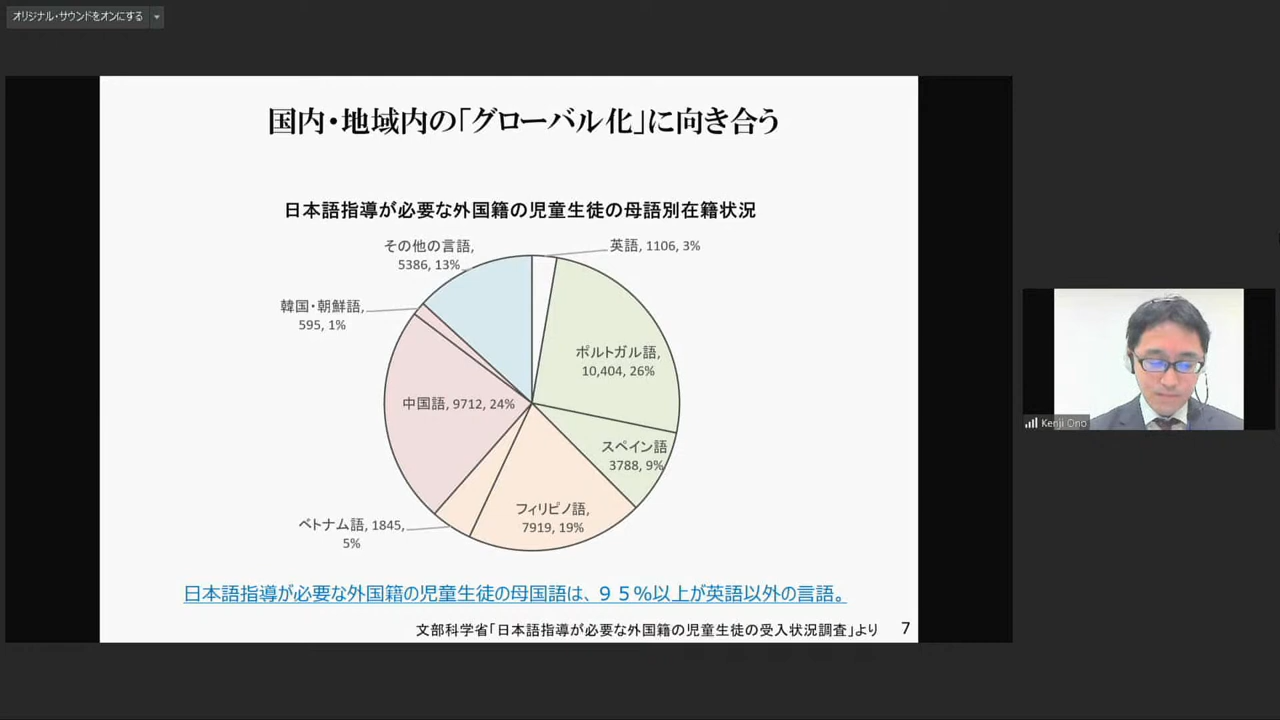 オリジナル・サウンドをオンにする
国内・地域内の「グローバル化」に向き合う
日本語指導が必要な外国籍の児童生徒の母語別在籍状況
その他の言語,
5386, 13%
英語, 1106, 3%
韓国・朝鮮語,
595, 1%
ポルトガル語,
10,404, 26%
中国語, 9712, 24%
スペイン語
3788, 9%
フィリピノ語,
7919, 19%
ベトナム語, 1845,
5%
日本語指導が必要な外国籍の児童生徒の母国語は、９５%以上が英語以外の言語。
文部科学省「日本語指導が必要な外国籍の児童生徒の受入状況調査」より
7
Kenji Ono